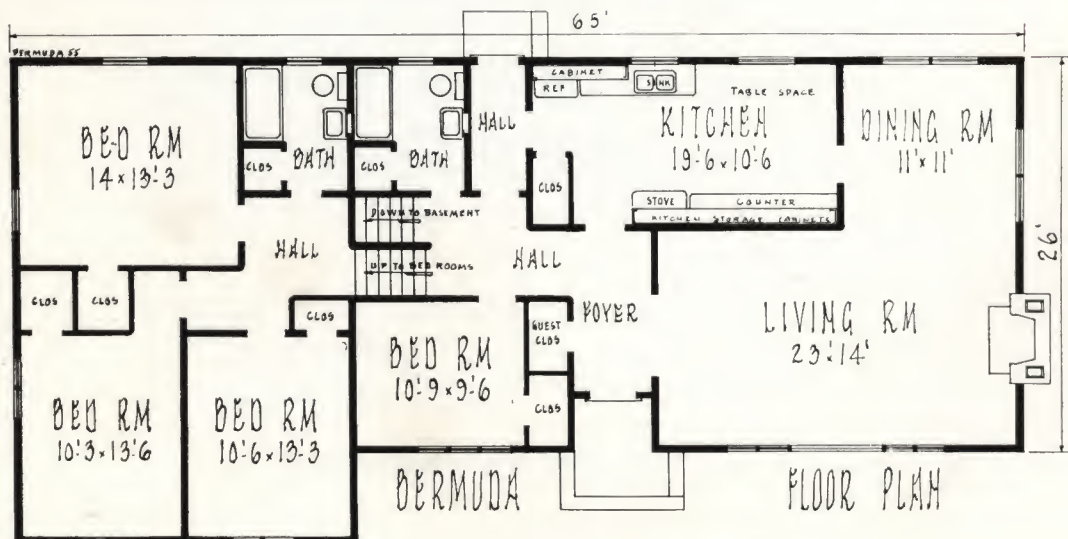 65'
BERMUDA 55
BED RM
14 x 13'-3
CLOS
BATH
CLOS
BATH
HALL
CABINET
REF
SINK
TABLE SPACE
KITCHEN
19'-6 x 10'-6
DINING RM
11' x 11'
CLOS
STOVE
COUNTER
KITCHEN STORAGE CABINETS
DOWN TO BASEMENT
UP TO BED ROOMS
HALL
HALL
26'
CLOS
CLOS
CLOS
GUEST
CLOS
FOYER
LIVING RM
23' x 14'
BED RM
10'-9 x 9'-6
CLOS
BED RM
10'-3 x 13'-6
BED RM
10'-6 x 13'-3
BERMUDA
FLOOR PLAN